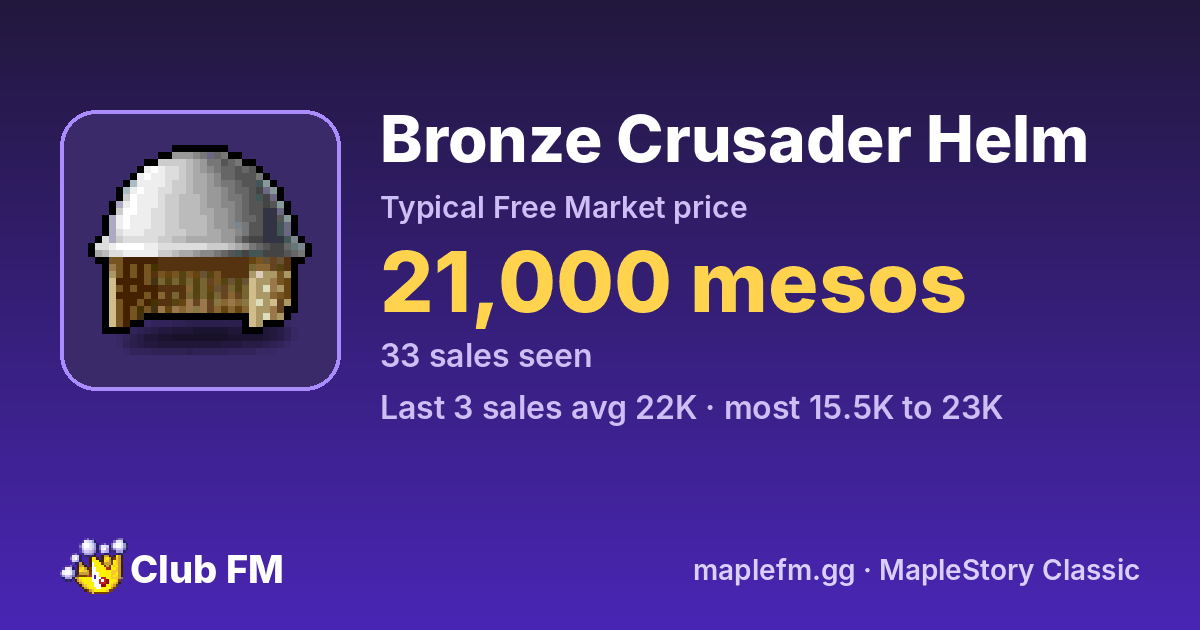 Bronze Crusader Helm
Typical Free Market price
21,000 mesos
33 sales seen
Last 3 sales avg 22K · most 15.5K to 23K
Club FM
maplefm.gg · MapleStory Classic